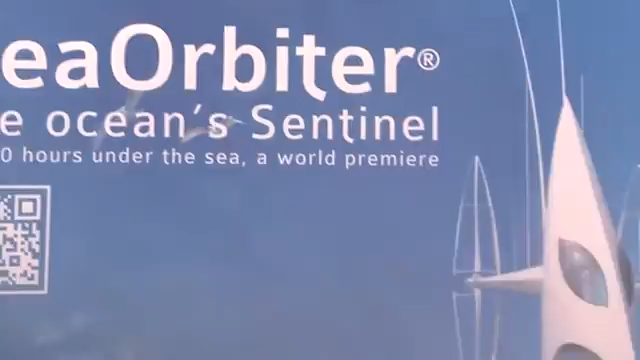 eaOrbiter®
e ocean's Sentinel
0 hours under the sea, a world premiere